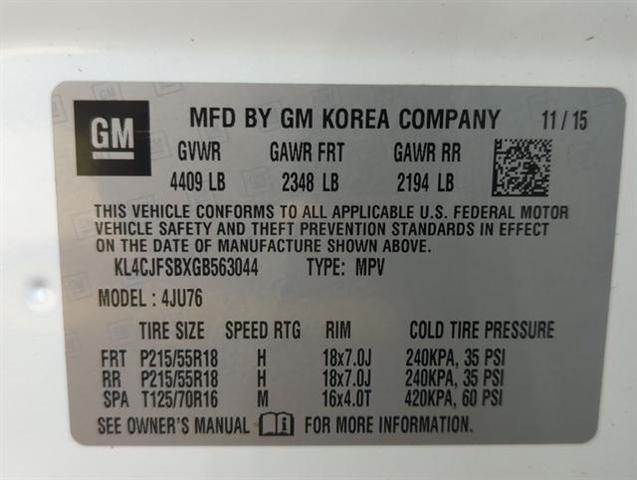 GM MFD BY GM KOREA COMPANY 11/15
GVWR GAWR FRT GAWR RR
4409 LB 2348 LB 2194 LB
THIS VEHICLE CONFORMS TO ALL APPLICABLE U.S. FEDERAL MOTOR
VEHICLE SAFETY AND THEFT PREVENTION STANDARDS IN EFFECT
ON THE DATE OF MANUFACTURE SHOWN ABOVE.
KL4CJFSBXGB563044 TYPE: MPV
MODEL : 4JU76
TIRE SIZE SPEED RTG RIM COLD TIRE PRESSURE
FRT P215/55R18 H 18x7.0J 240KPA, 35 PSI
RR P215/55R18 H 18x7.0J 240KPA, 35 PSI
SPA T125/70R16 M 16x4.0T 420KPA, 60 PSI
SEE OWNER'S MANUAL FOR MORE INFORMATION.